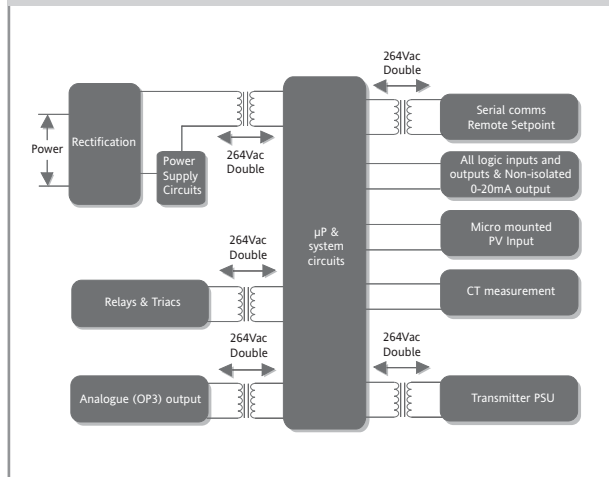 264Vac
Double
Power
Rectification
Power
Supply
Circuits
264Vac
Double
264Vac
Double
Relays & Triacs
264Vac
Double
Analogue (OP3) output
µP &
system
circuits
264Vac
Double
Serial comms
Remote Setpoint
All logic inputs and
outputs & Non-isolated
0-20mA output
Micro mounted
PV Input
CT measurement
Transmitter PSU